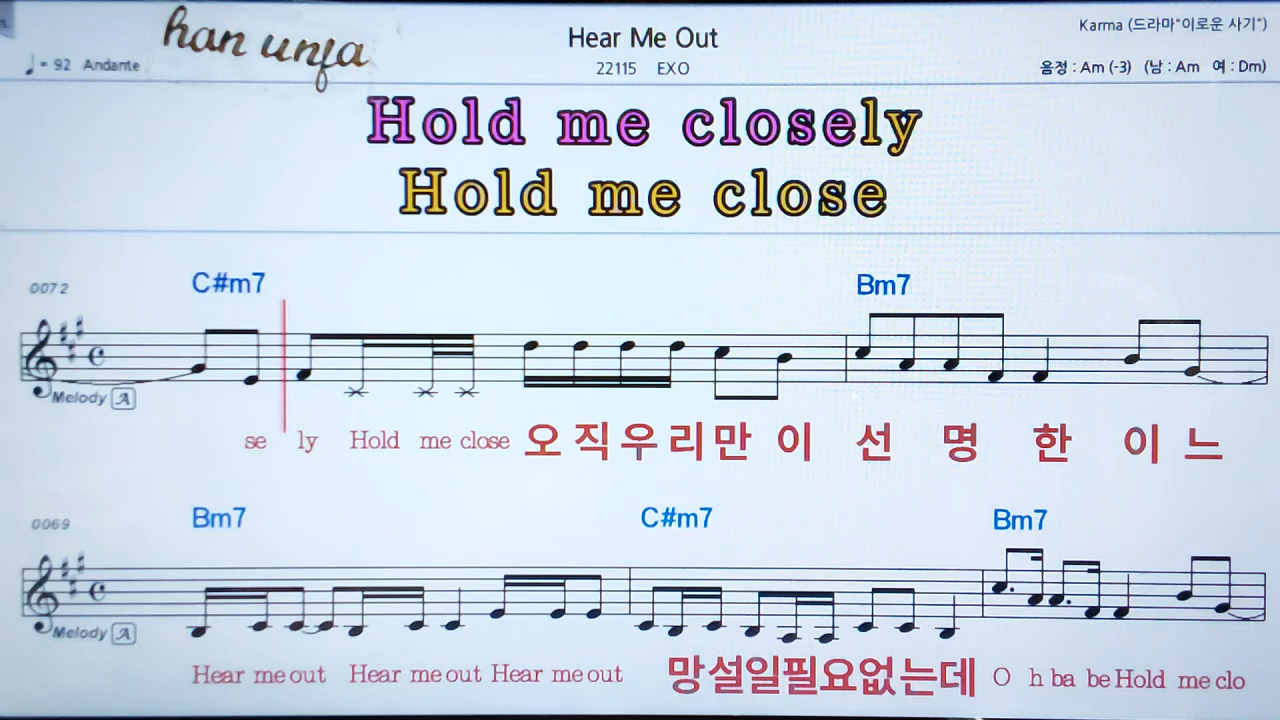 han unfa
Hear Me Out
Karma (드라마"이로운 사기")
♩= 92 Andante
22115 EXO
음정 : Am (-3) (남 : Am 여 : Dm)
Hold me closely
Hold me close
C#m7 Bm7
0072
Melody A
se ly Hold me close 오 직 우 리 만 이 선 명 한 이 느
Bm7 C#m7 Bm7
0069
Melody A
Hear me out Hear me out Hear me out 망설일필요없는데 O h ba be Hold me clo